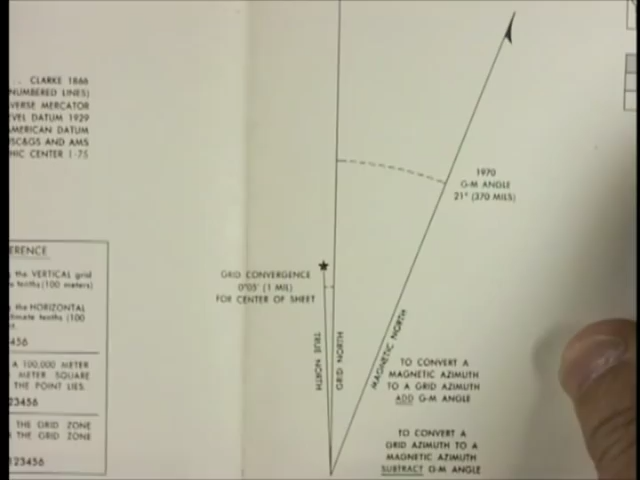 CLARKE 1866
NUMBERED LINES)
VERSE MERCATOR
VEL DATUM 1929
AMERICAN DATUM
SC&GS AND AMS
HIC CENTER 1-75
ERENCE
the VERTICAL grid
tenths (100 meters)
the HORIZONTAL
imate tenths (100
456
A 100,000 METER
METER SQUARE
THE POINT LIES.
23456
THE GRID ZONE
THE GRID ZONE
123456
1970
G-M ANGLE
21° (370 MILS)
GRID CONVERGENCE
0°05' (1 MIL)
FOR CENTER OF SHEET
TRUE NORTH
GRID NORTH
MAGNETIC NORTH
TO CONVERT A
MAGNETIC AZIMUTH
TO A GRID AZIMUTH
ADD G-M ANGLE
TO CONVERT A
GRID AZIMUTH TO A
MAGNETIC AZIMUTH
SUBTRACT G-M ANGLE